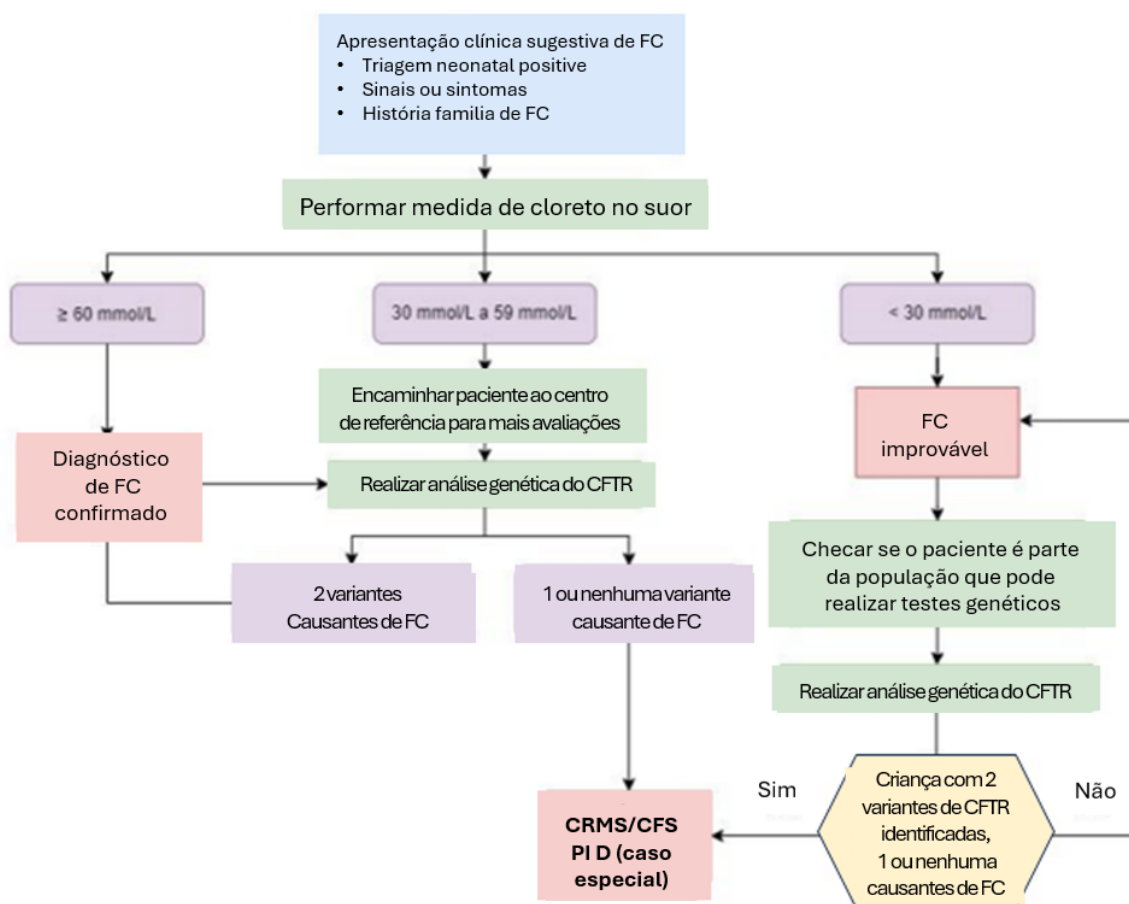 Apresentação clínica sugestiva de FC
• Triagem neonatal positive
• Sinais ou sintomas
• História familia de FC
Performar medida de cloreto no suor
≥ 60 mmol/L
30 mmol/L a 59 mmol/L
< 30 mmol/L
Encaminhar paciente ao centro
de referência para mais avaliações
FC
improvável
Diagnóstico
de FC
confirmado
Realizar análise genética do CFTR
Checar se o paciente é parte
da população que pode
realizar testes genéticos
2 variantes
Causantes de FC
1 ou nenhuma variante
causante de FC
Realizar análise genética do CFTR
Sim
Criança com 2
variantes de CFTR
identificadas,
1 ou nenhuma
causantes de FC
Não
CRMS/CFS
PI D (caso
especial)